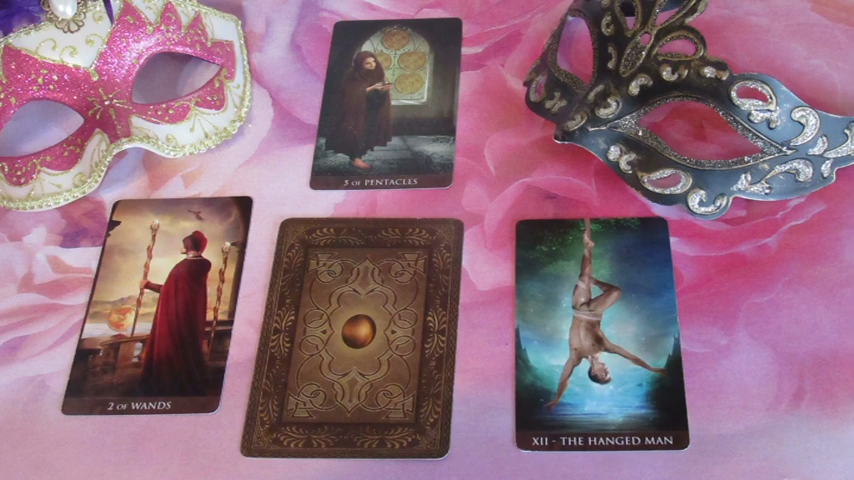 5 OF PENTACLES
2 OF WANDS
XII - THE HANGED MAN